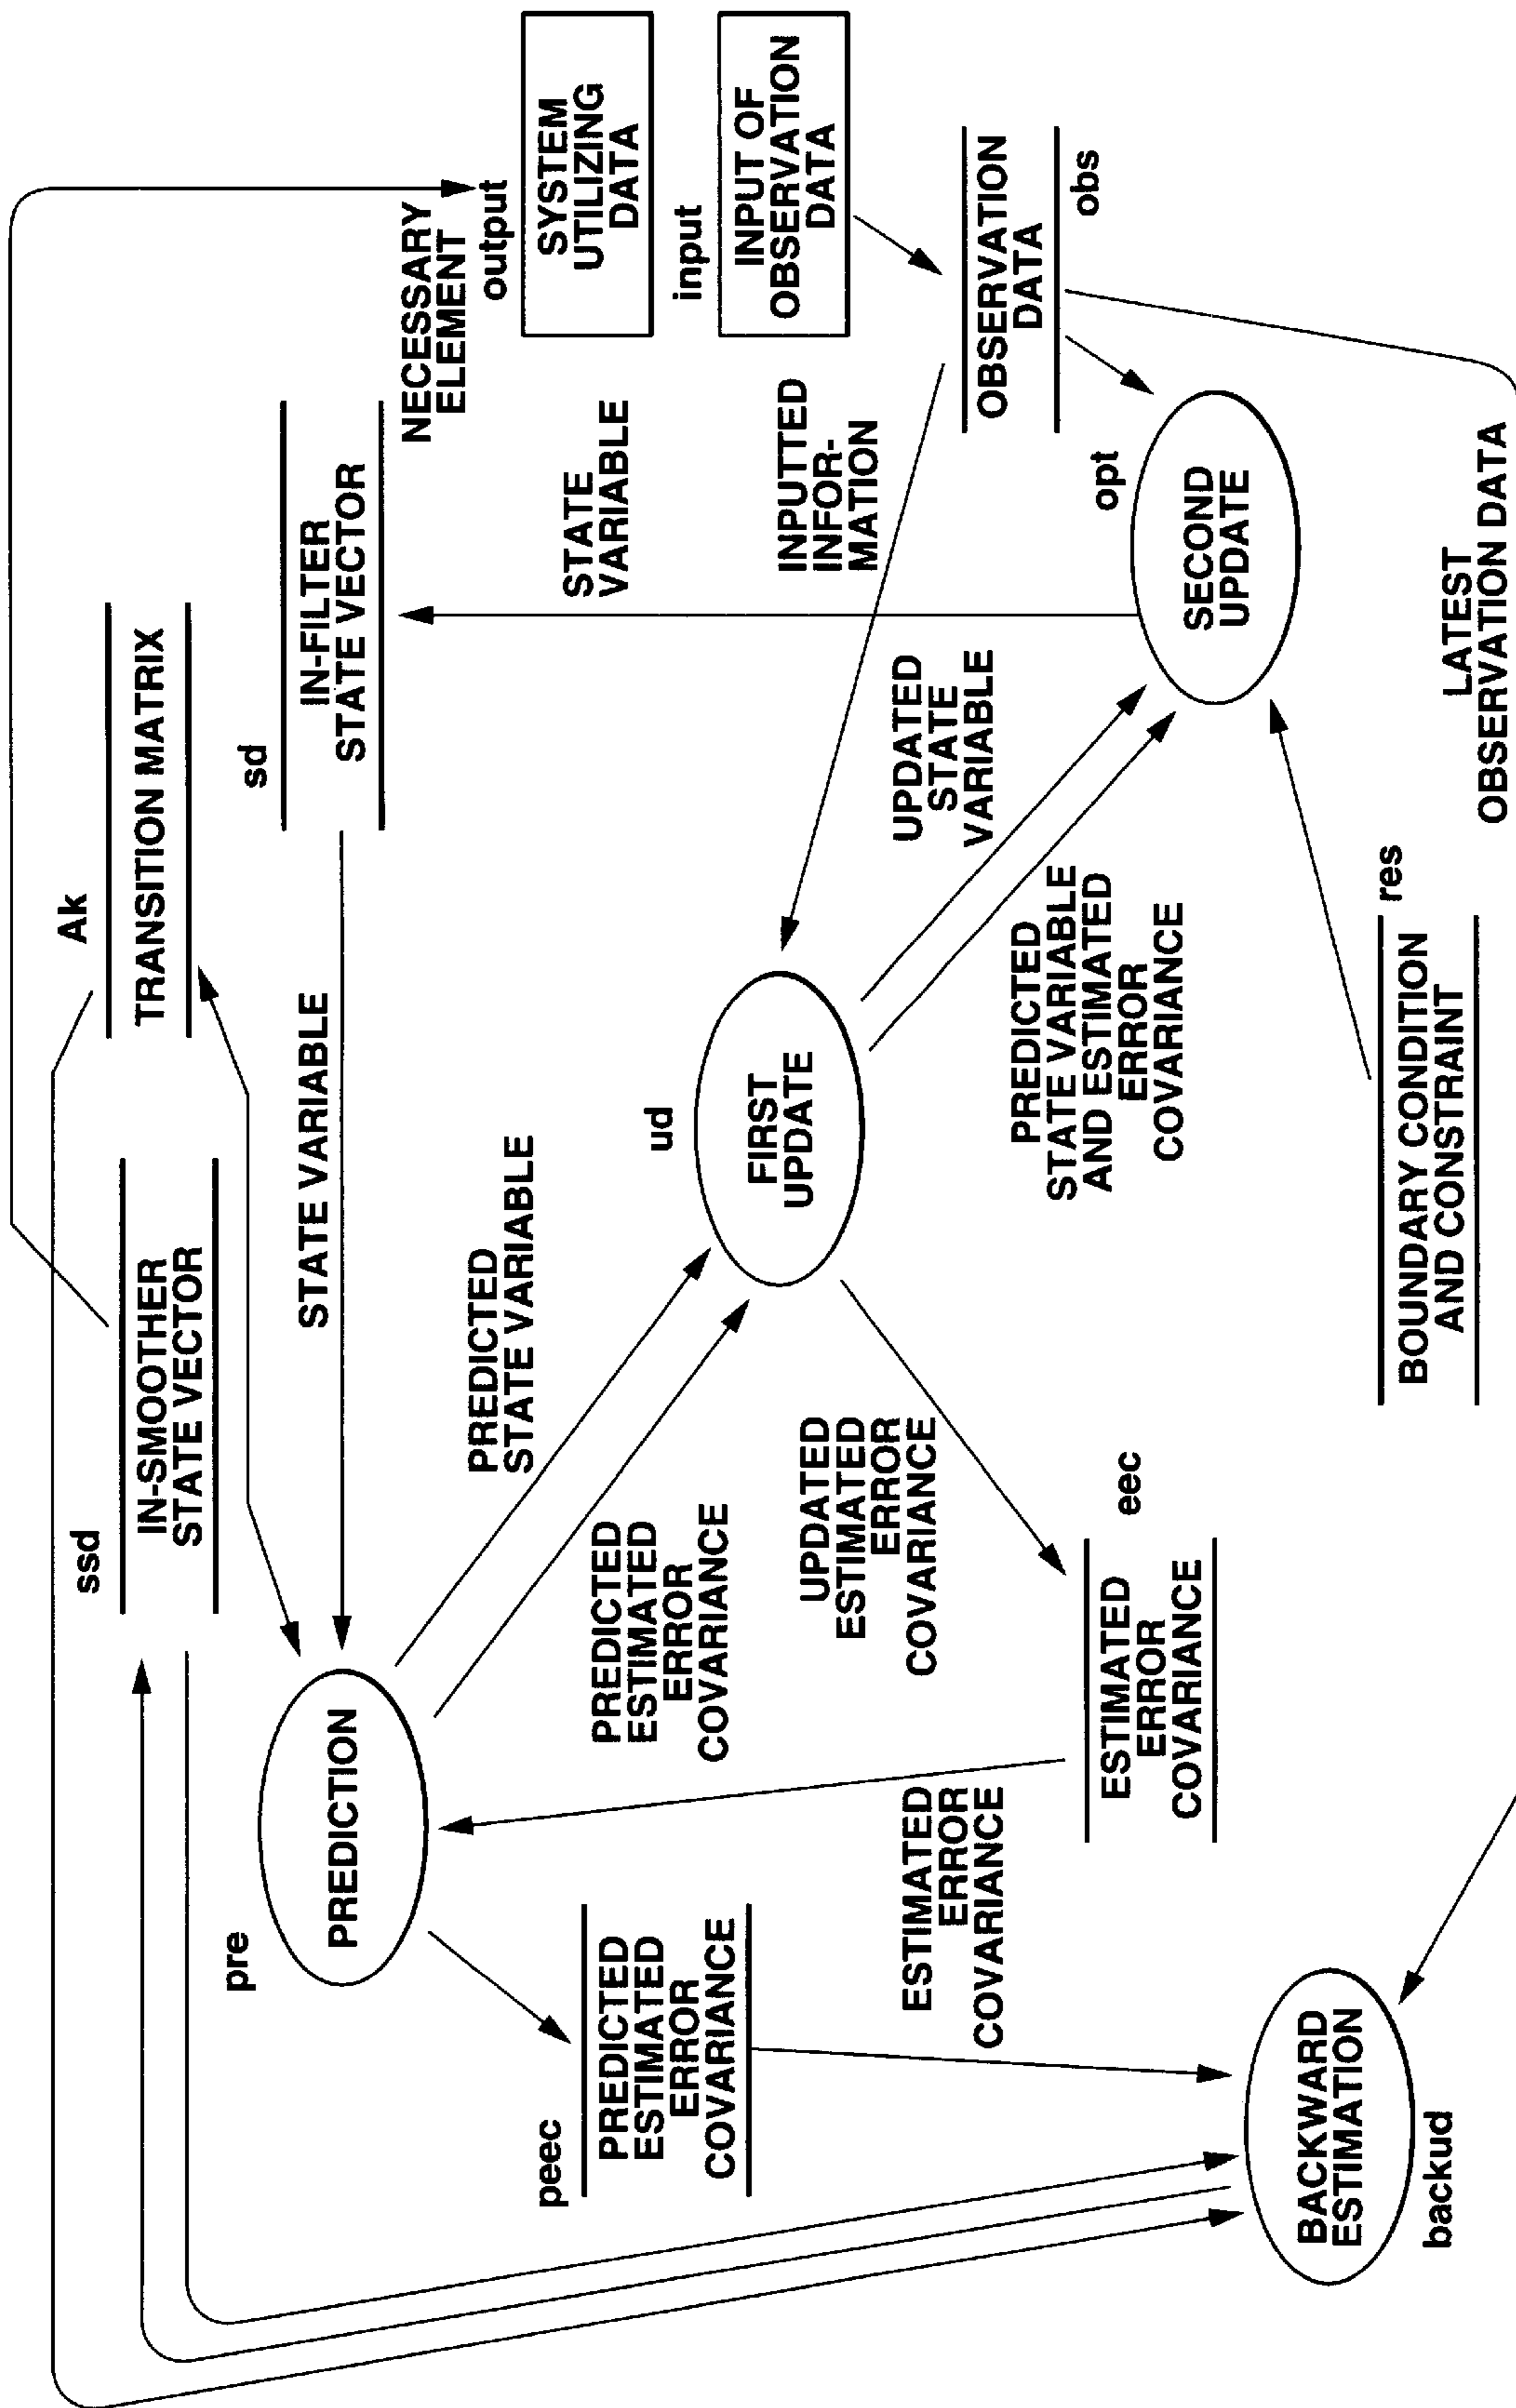 ssd
IN-SMOOTHER
STATE VECTOR
Ak
TRANSITION MATRIX
sd
IN-FILTER
STATE VECTOR
NECESSARY
ELEMENT
output
SYSTEM
UTILIZING
DATA
input
INPUT OF
OBSERVATION
DATA
pre
PREDICTION
STATE VARIABLE
PREDICTED
STATE VARIABLE
STATE
VARIABLE
INPUTTED
INFOR-
MATION
OBSERVATION
DATA
obs
peec
PREDICTED
ESTIMATED
ERROR
COVARIANCE
PREDICTED
ESTIMATED
ERROR
COVARIANCE
ud
FIRST
UPDATE
UPDATED
STATE
VARIABLE
opt
SECOND
UPDATE
UPDATED
ESTIMATED
ERROR
COVARIANCE
PREDICTED
STATE VARIABLE
AND ESTIMATED
ERROR
COVARIANCE
ESTIMATED
ERROR
COVARIANCE
ESTIMATED
ERROR
COVARIANCE
eec
BACKWARD
ESTIMATION
backud
BOUNDARY CONDITION
AND CONSTRAINT
res
LATEST
OBSERVATION DATA